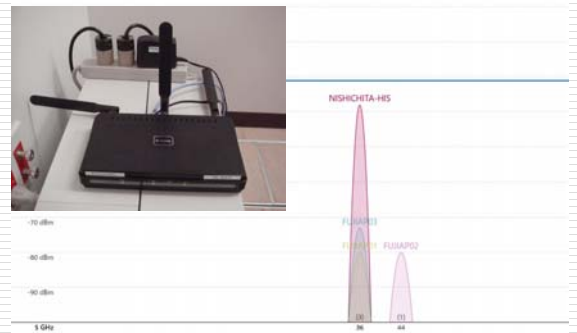 NISHICHITA-HIS
-70 dBm
FUJIAP03
FUJIAP01 FUJIAP02
-80 dBm
-90 dBm
(3) (1)
5 GHz 36 44